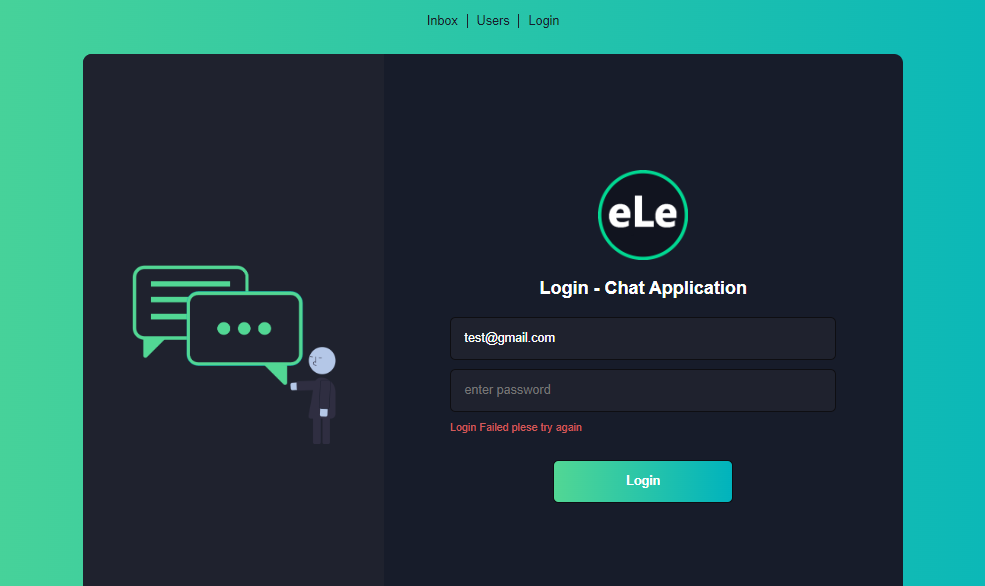 Inbox | Users | Login
eLe
Login - Chat Application
test@gmail.com
enter password
Login Failed plese try again
Login